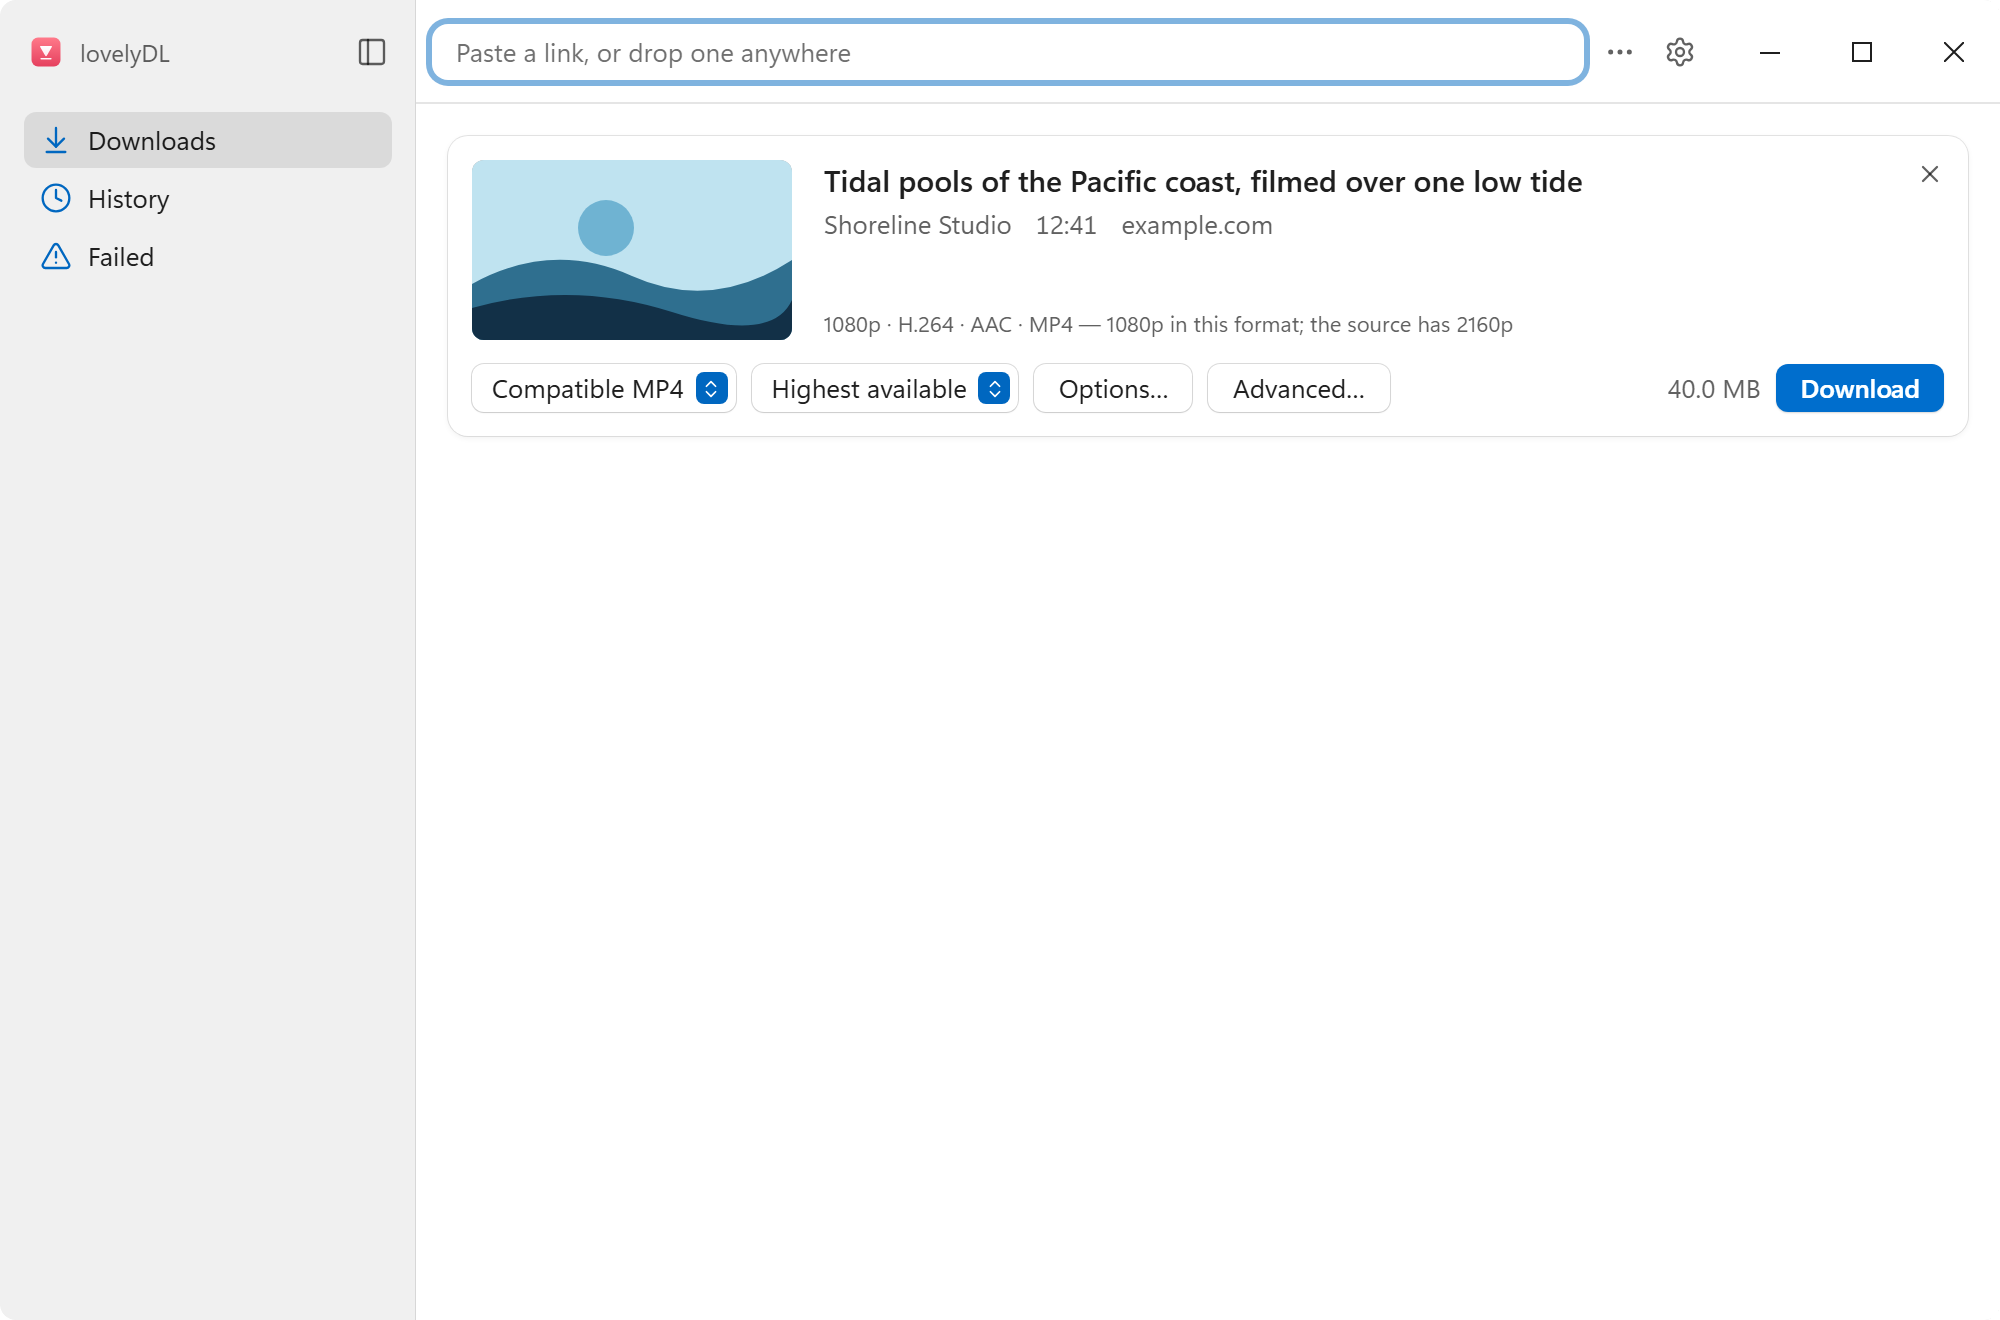 lovelyDL
Paste a link, or drop one anywhere
Downloads
History
Failed
Tidal pools of the Pacific coast, filmed over one low tide
Shoreline Studio 12:41 example.com
1080p · H.264 · AAC · MP4 — 1080p in this format; the source has 2160p
Compatible MP4 Highest available Options... Advanced... 40.0 MB Download